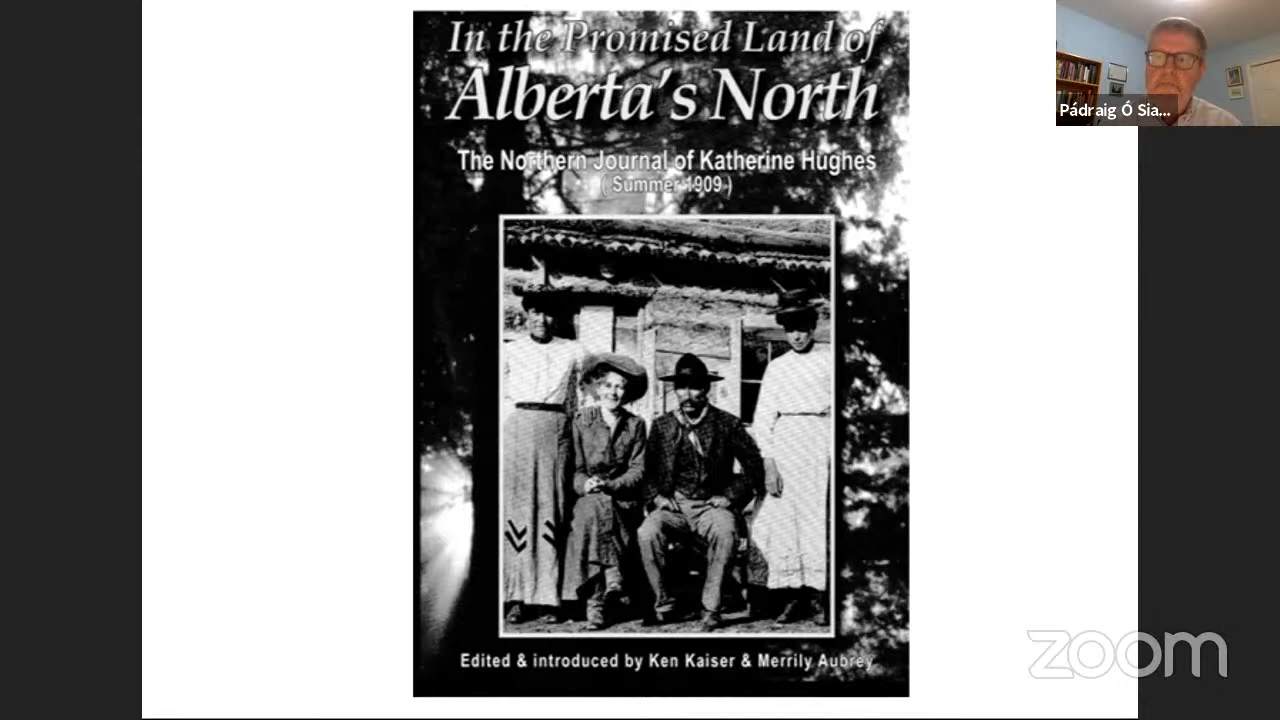 In the Promised Land of
Alberta's North
The Northern Journal of Katherine Hughes
( Summer 1909 )
Edited & introduced by Ken Kaiser & Merrily Aubrey
Pádraig Ó Sia...
zoom